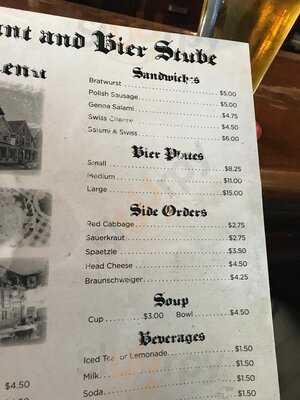 ant and Bier Stube
enu
Sandwiches
Bratwurst $5.00
Polish Sausage $5.00
Genoa Salami $4.75
Swiss Cheese $4.50
Salami & Swiss $6.00
Bier Plates
Small $8.25
Medium $11.00
Large $15.00
Side Orders
Red Cabbage $2.75
Sauerkraut $2.75
Spaetzle $3.50
Head Cheese $4.50
Braunschweiger $4.25
Soup
Cup $3.00 Bowl $4.50
Beverages
Iced Tea or Lemonade $1.50
Milk $1.50
Soda $1.50
$4.50